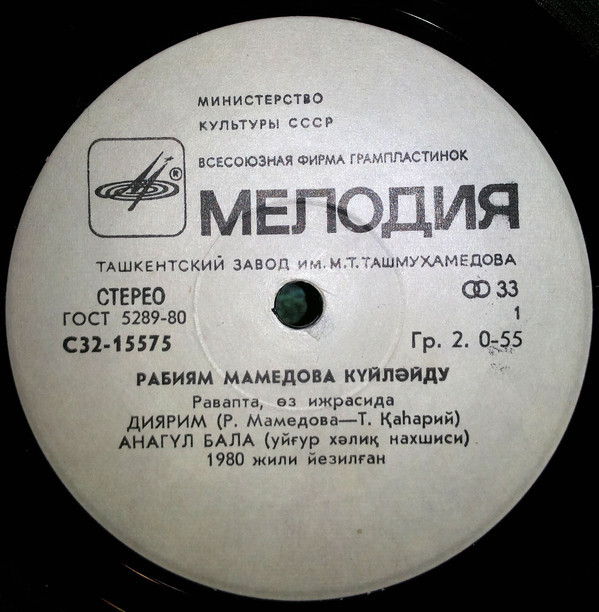 МИНИСТЕРСТВО
КУЛЬТУРЫ СССР
ВСЕСОЮЗНАЯ ФИРМА ГРАМПЛАСТИНОК
®
МЕЛОДИЯ
ТАШКЕНТСКИЙ ЗАВОД ИМ. М. Т. ТАШМУХАМЕДОВА
СТЕРЕО 33
ГОСТ 5289-80 1
С32-15575 Гр. 2. 0-55
РАБИЯМ МАМЕДОВА КҮЙЛӘЙДУ
Равапта, өз ижрасида
ДИЯРИМ (Р. Мамедова—Т. Қаһарий)
АНАГҮЛ БАЛА (уйғур хәлиқ нахшиси)
1980 жили йезилған